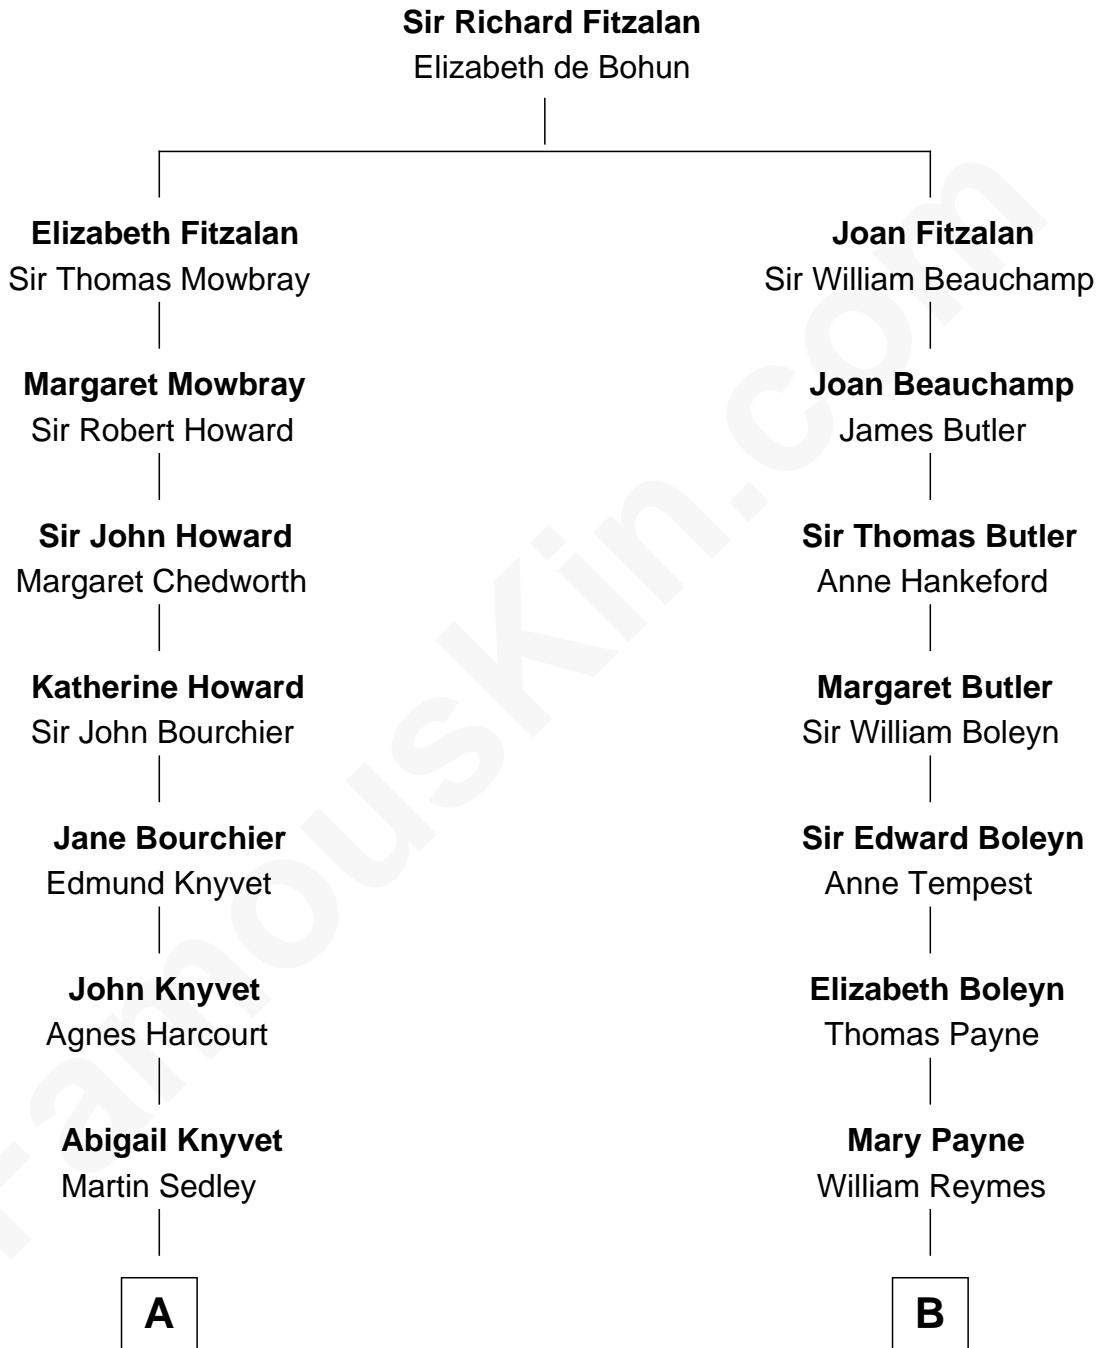 Sir Richard Fitzalan
Elizabeth de Bohun
Elizabeth Fitzalan
Sir Thomas Mowbray
Joan Fitzalan
Sir William Beauchamp
Margaret Mowbray
Sir Robert Howard
Joan Beauchamp
James Butler
Sir John Howard
Margaret Chedworth
Sir Thomas Butler
Anne Hankeford
Katherine Howard
Sir John Bourchier
Margaret Butler
Sir William Boleyn
Jane Bourchier
Edmund Knyvet
Sir Edward Boleyn
Anne Tempest
John Knyvet
Agnes Harcourt
Elizabeth Boleyn
Thomas Payne
Abigail Knyvet
Martin Sedley
Mary Payne
William Reymes
A
B
FamousKin.com